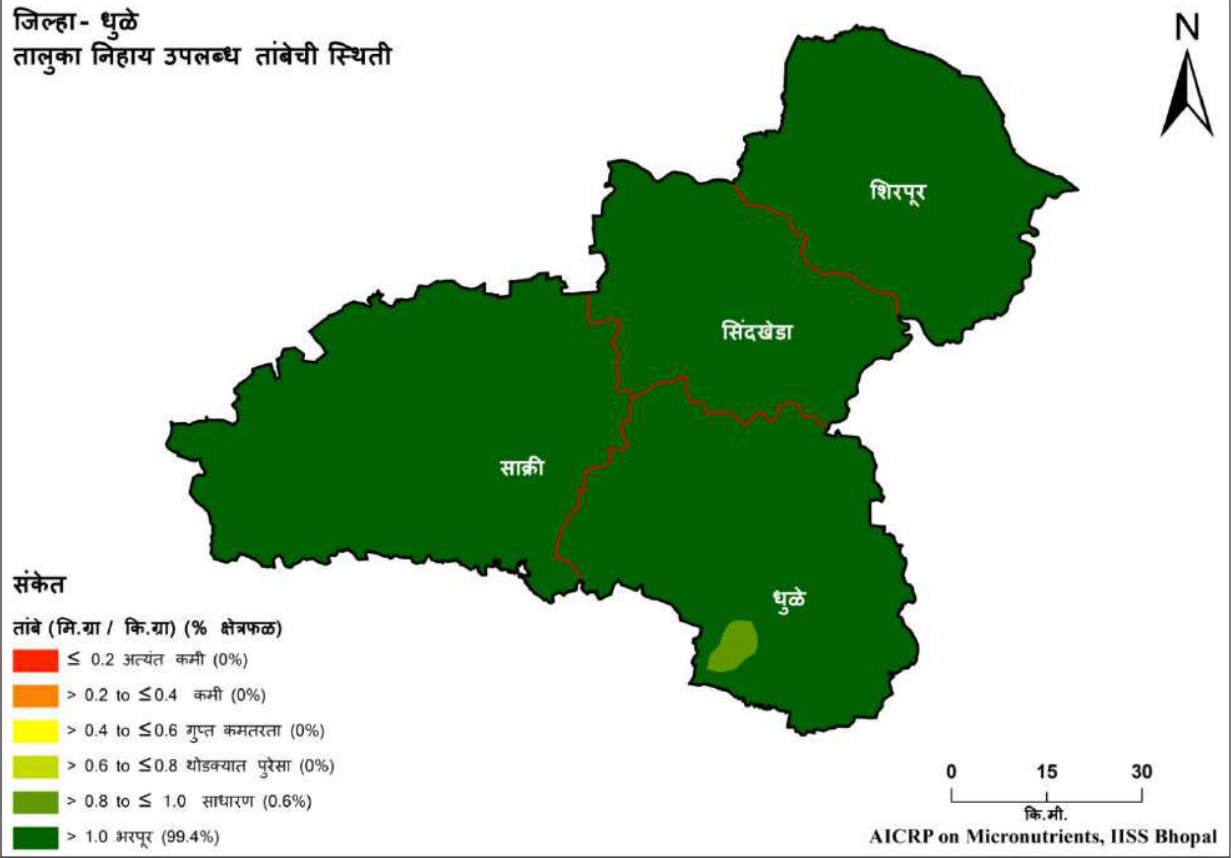 जिल्हा- धुळे
तालुका निहाय उपलब्ध तांबेची स्थिती
N
शिरपूर
सिंदखेडा
साक्री
धुळे
संकेत
तांबे (मि.ग्रा / कि.ग्रा) (% क्षेत्रफळ)
≤ 0.2 अत्यंत कमी (0%)
> 0.2 to ≤0.4 कमी (0%)
> 0.4 to ≤0.6 गुप्त कमतरता (0%)
> 0.6 to ≤0.8 थोडक्यात पुरेसा (0%)
> 0.8 to ≤ 1.0 साधारण (0.6%)
> 1.0 भरपूर (99.4%)
0 15 30
कि.मी.
AICRP on Micronutrients, IISS Bhopal